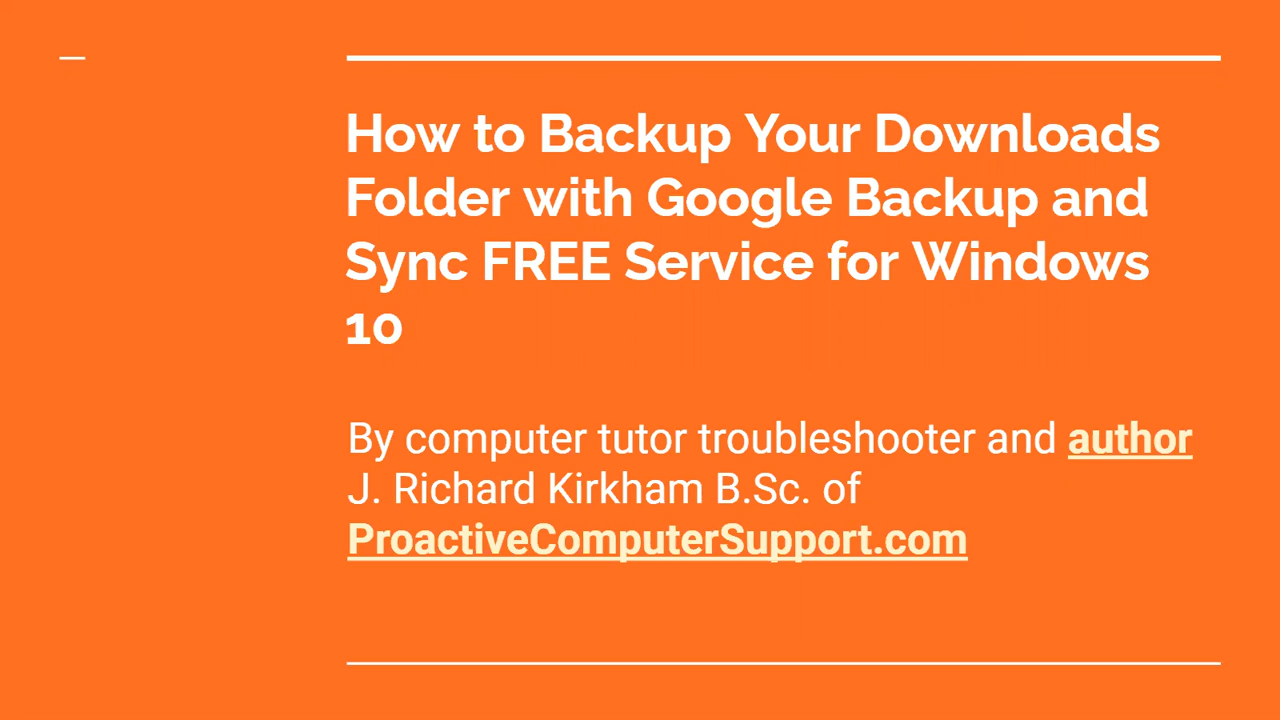 How to Backup Your Downloads
Folder with Google Backup and
Sync FREE Service for Windows
10
By computer tutor troubleshooter and author
J. Richard Kirkham B.Sc. of
ProactiveComputerSupport.com